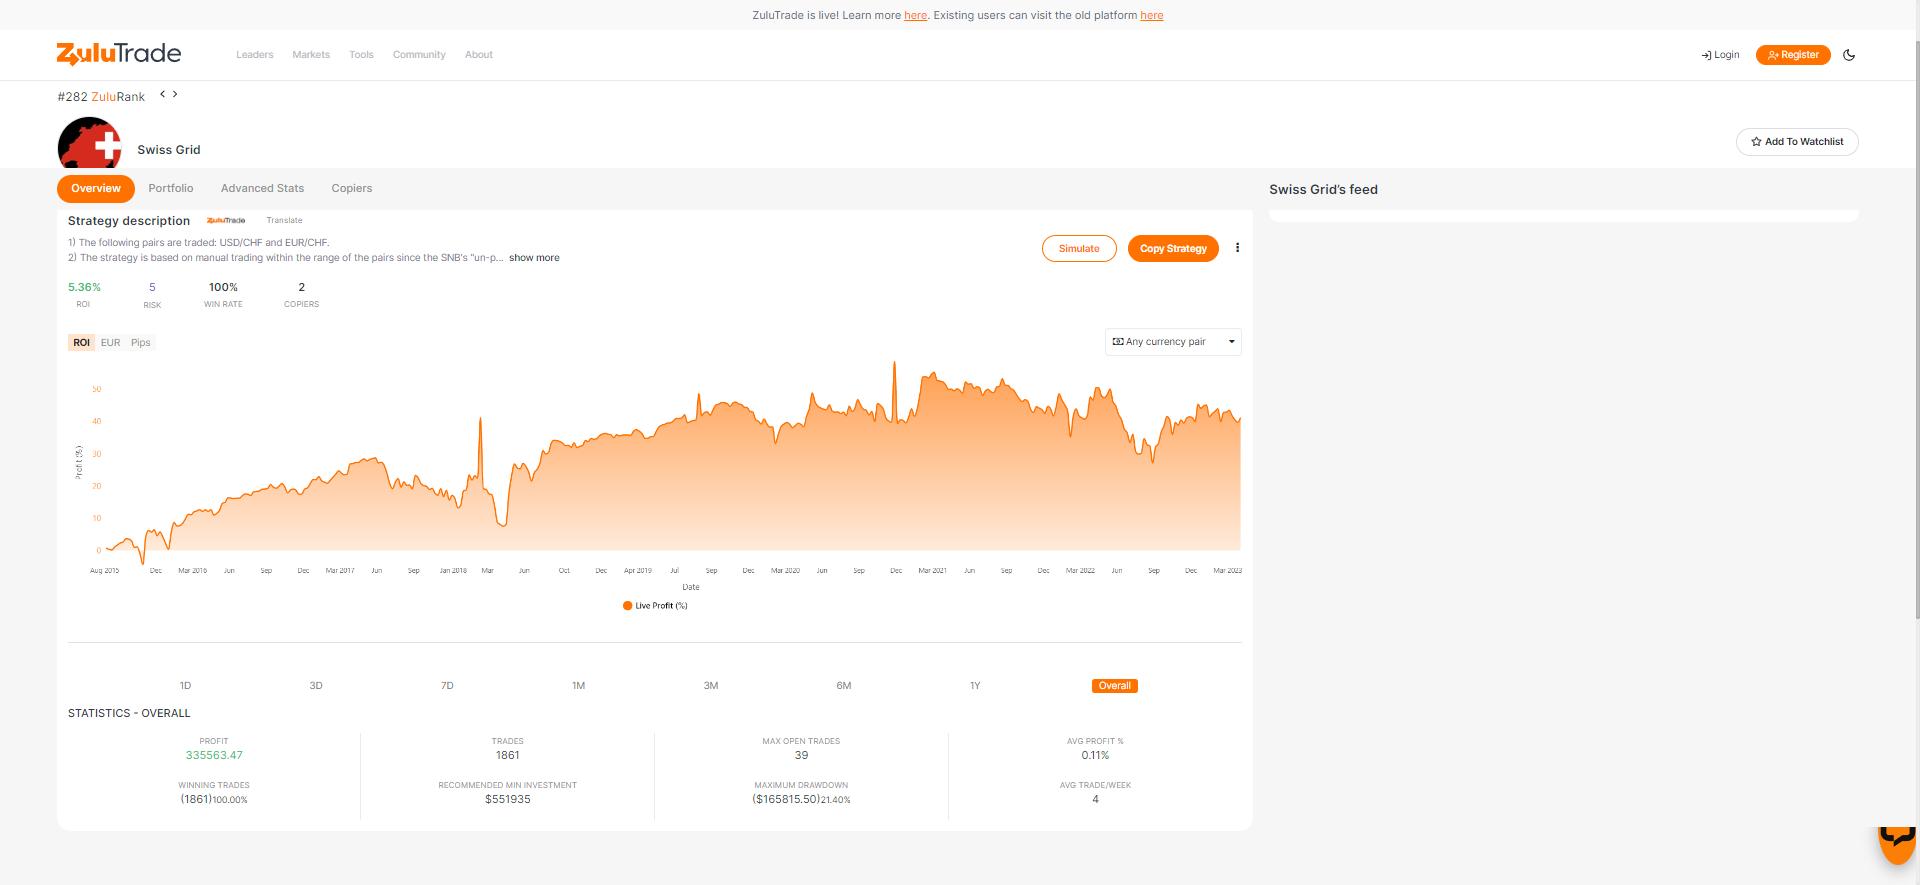 ZuluTrade is live! Learn more here. Existing users can visit the old platform here
ZuluTrade
Leaders
Markets
Tools
Community
About
Login
Register
#282 ZuluRank
Swiss Grid
Add To Watchlist
Overview
Portfolio
Advanced Stats
Copiers
Swiss Grid's feed
Strategy description
ZuluTrade
Translate
1) The following pairs are traded: USD/CHF and EUR/CHF.
2) The strategy is based on manual trading within the range of the pairs since the SNB's "un-p... show more
Simulate
Copy Strategy
5.36%
5
100%
2
ROI
RISK
WIN RATE
COPIERS
ROI
EUR
Pips
Any currency pair
Profit (%)
50
40
30
20
10
0
Aug 2015
Dec
Mar 2016
Jun
Sep
Dec
Mar 2017
Jun
Sep
Jan 2018
Mar
Jun
Oct
Dec
Apr 2019
Jul
Sep
Dec
Mar 2020
Jun
Sep
Dec
Mar 2021
Jun
Sep
Dec
Mar 2022
Jun
Sep
Dec
Mar 2023
Date
Live Profit (%)
1D
3D
7D
1M
3M
6M
1Y
Overall
STATISTICS - OVERALL
PROFIT
335563.47
TRADES
1861
MAX OPEN TRADES
39
AVG PROFIT %
0.11%
WINNING TRADES
(1861)100.00%
RECOMMENDED MIN INVESTMENT
$551935
MAXIMUM DRAWDOWN
($165815.50)21.40%
AVG TRADE/WEEK
4